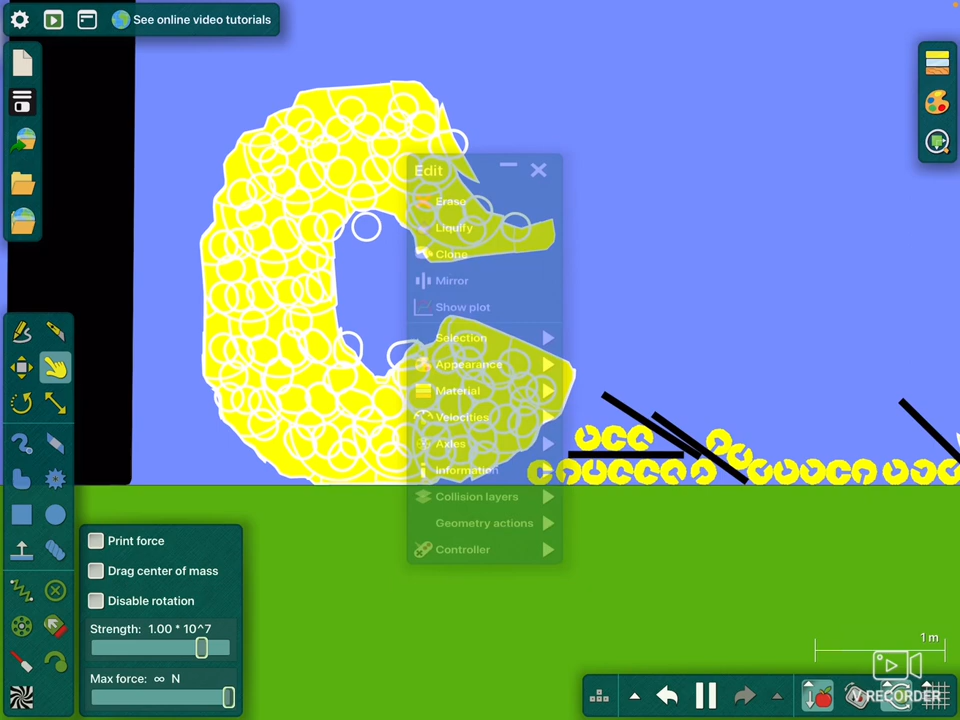 See online video tutorials
Edit
Erase
Liquify
Clone
Mirror
Show plot
Selection
Appearance
Material
Velocities
Axles
Information
Collision layers
Geometry actions
Controller
Print force
Drag center of mass
Disable rotation
Strength: 1.00 * 10^7
Max force: ∞ N
1 m
V RECORDER